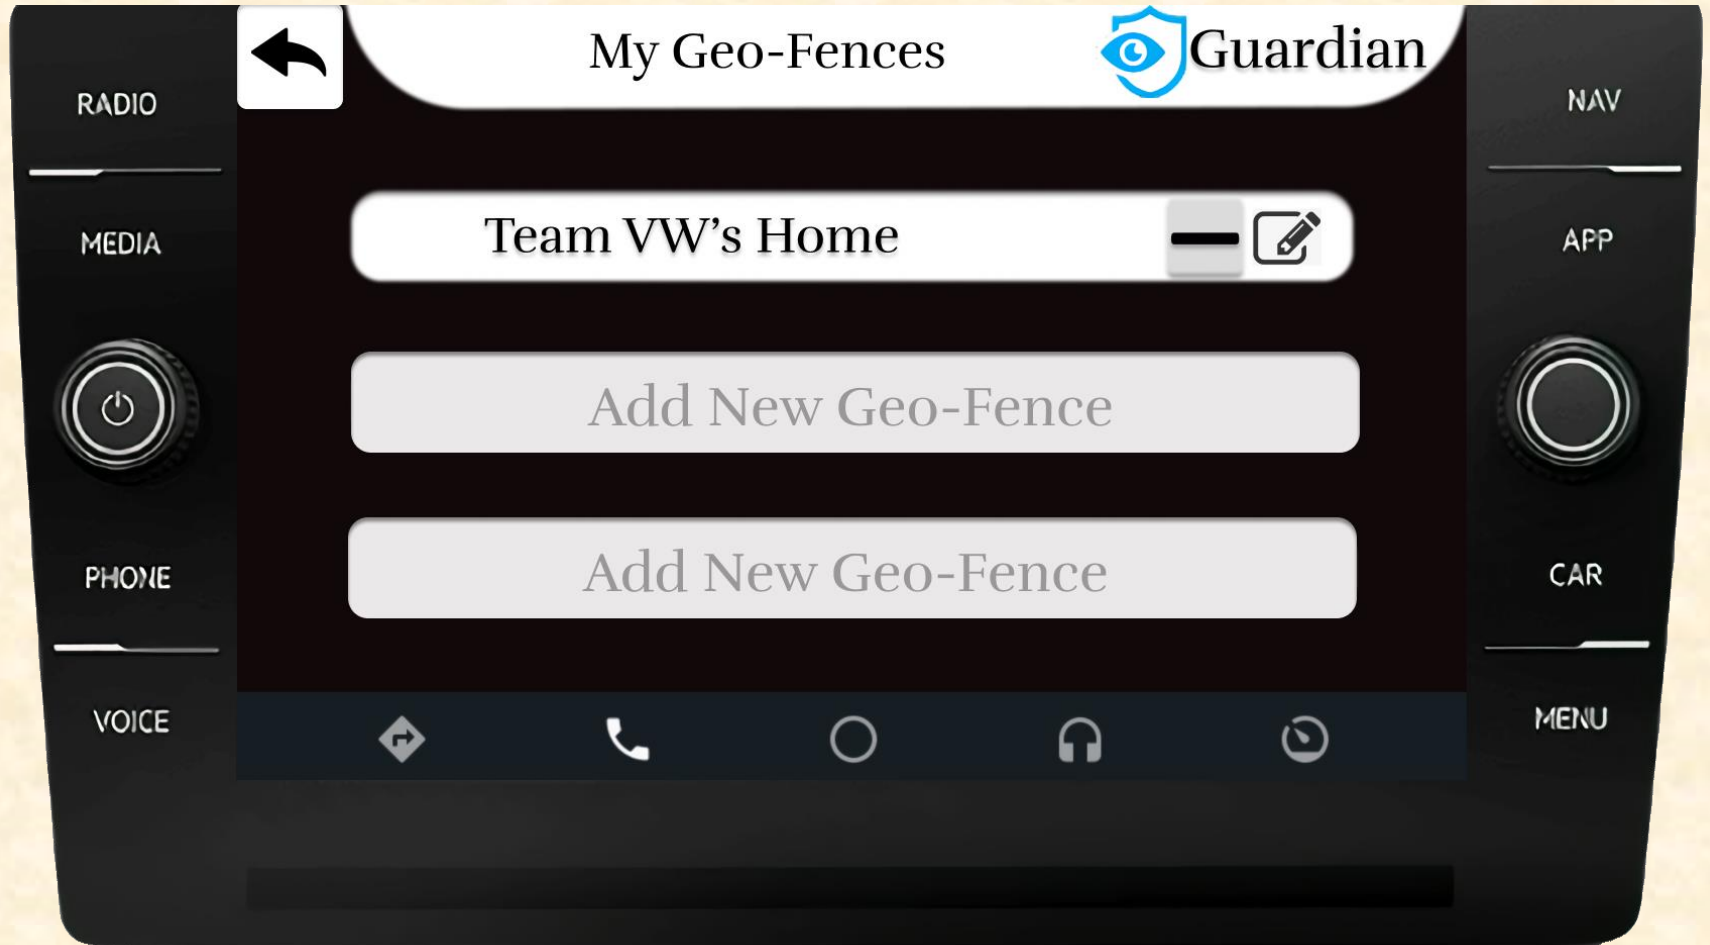 My Geo-Fences
Guardian
RADIO
MEDIA
PHONE
VOICE
Team VW’s Home
Add New Geo-Fence
Add New Geo-Fence
NAV
APP
CAR
MENU